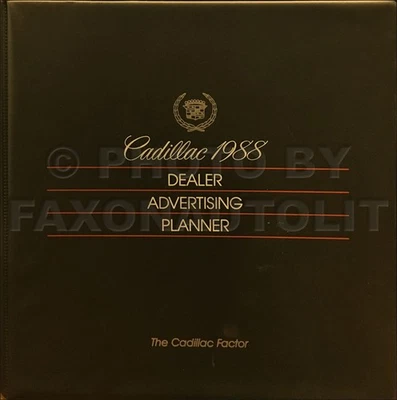 Cadillac 1988
© PHOTO BY
DEALER
ADVERTISING
FAXONAUTOLIT
PLANNER
The Cadillac Factor